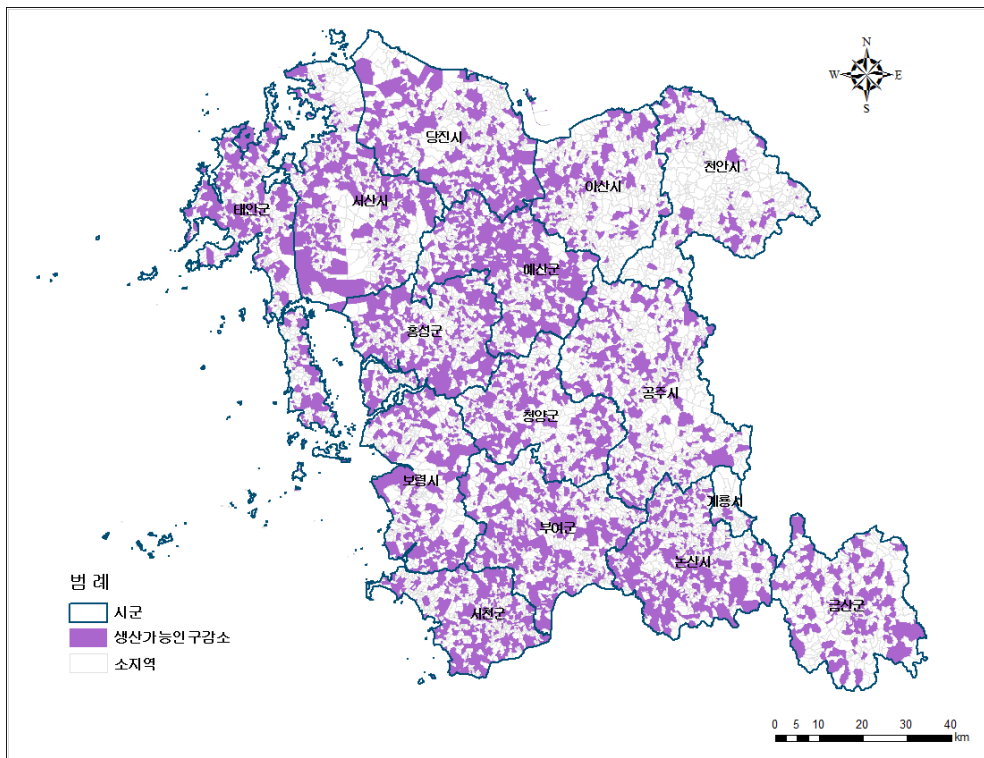 N
W E
S
당진시
아산시
천안시
서산시
태안군
예산군
홍성군
공주시
청양군
보령시
계룡시
부여군
논산시
금산군
서천군
범 례
시군
생산가능인구감소
소지역
0 5 10 20 30 40
km